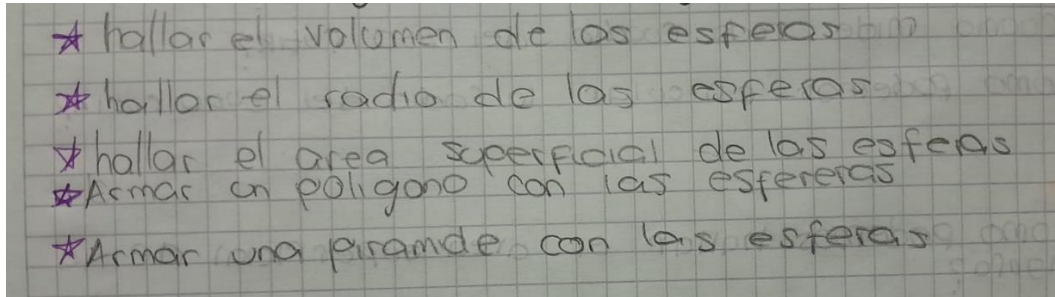 ☆ hallar el volumen de las esferas
☆ hallar el radio de las esferas
☆ hallar el area superficial de las esferas
☆ Armar un poligono con las esfereras
☆ Armar una piramde con las esferas